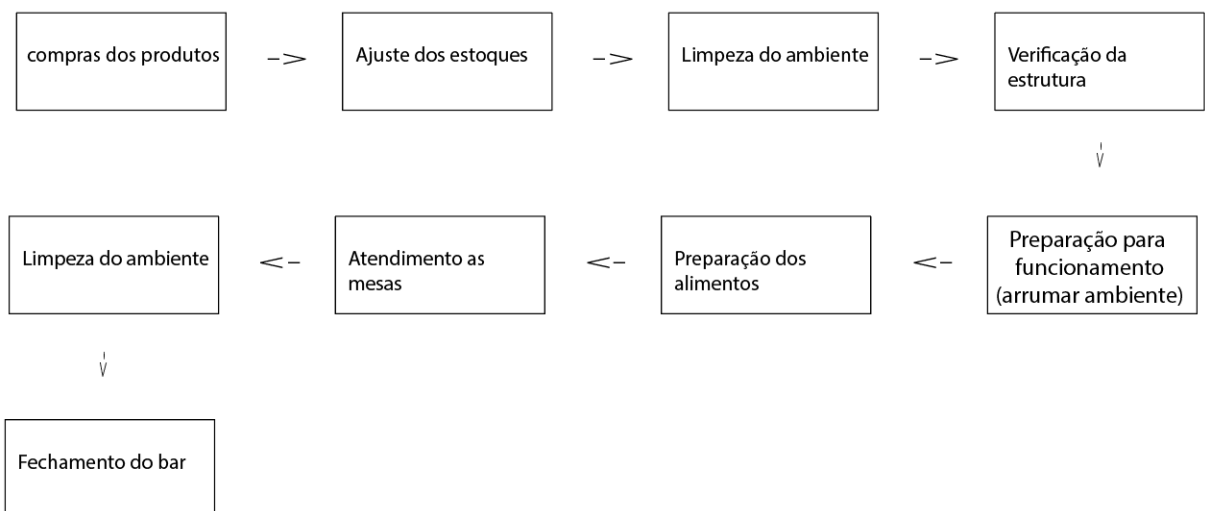 compras dos produtos
Ajuste dos estoques
Limpeza do ambiente
Verificação da
estrutura
Preparação para
funcionamento
(arrumar ambiente)
Preparação dos
alimentos
Atendimento as
mesas
Limpeza do ambiente
Fechamento do bar